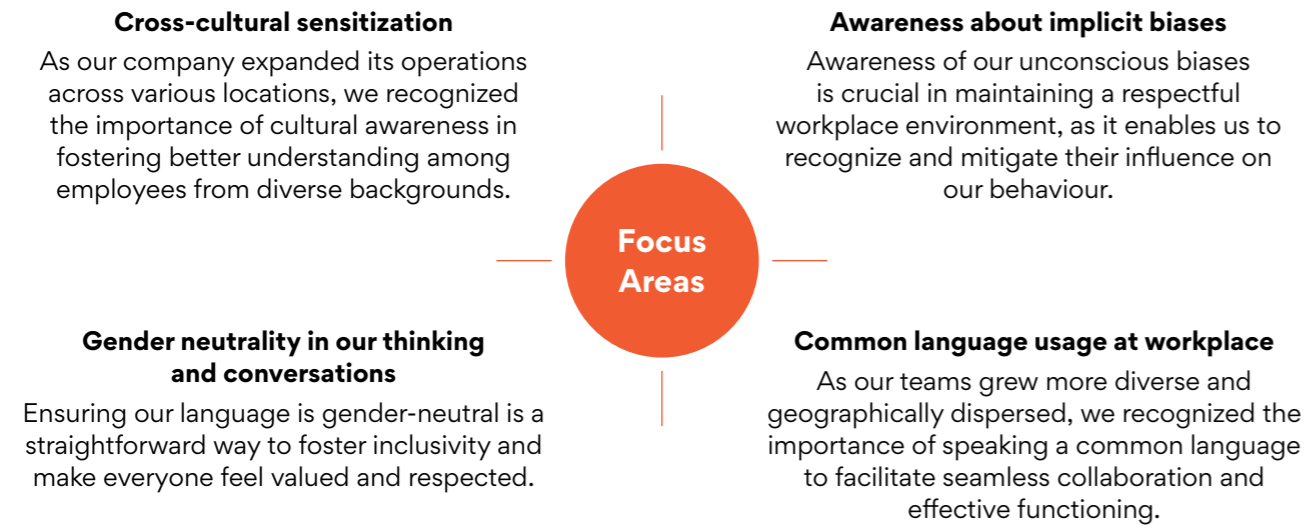 Cross-cultural sensitization
As our company expanded its operations
across various locations, we recognized
the importance of cultural awareness in
fostering better understanding among
employees from diverse backgrounds.
Awareness about implicit biases
Awareness of our unconscious biases
is crucial in maintaining a respectful
workplace environment, as it enables us to
recognize and mitigate their influence on
our behaviour.
Focus
Areas
Gender neutrality in our thinking
and conversations
Ensuring our language is gender-neutral is a
straightforward way to foster inclusivity and
make everyone feel valued and respected.
Common language usage at workplace
As our teams grew more diverse and
geographically dispersed, we recognized the
importance of speaking a common language
to facilitate seamless collaboration and
effective functioning.